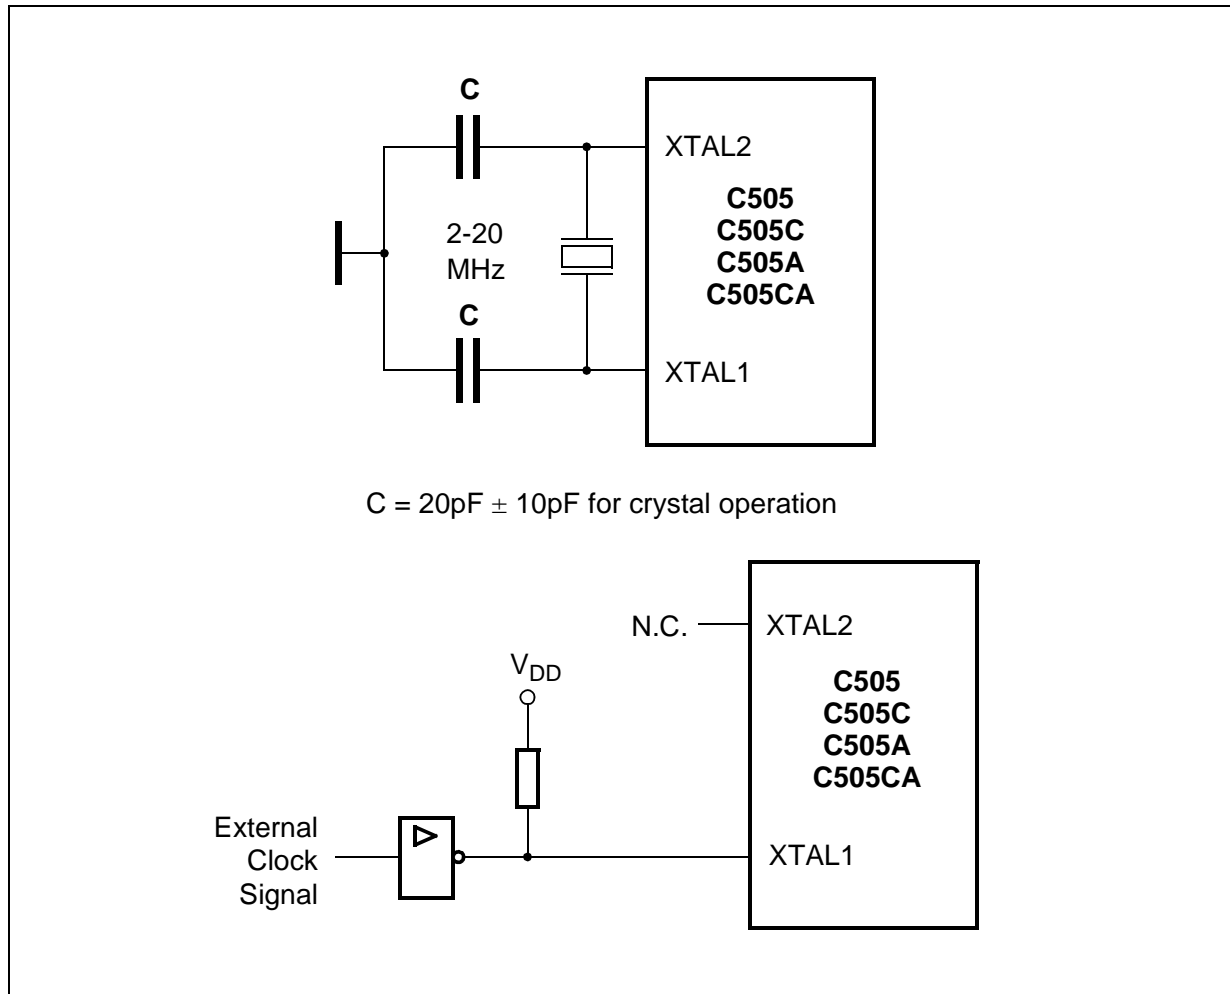 C
XTAL2
C505
C505C
C505A
C505CA
2-20
MHz
C
XTAL1
C = 20pF ± 10pF for crystal operation
N.C.
XTAL2
VDD
C505
C505C
C505A
C505CA
External
Clock
Signal
XTAL1